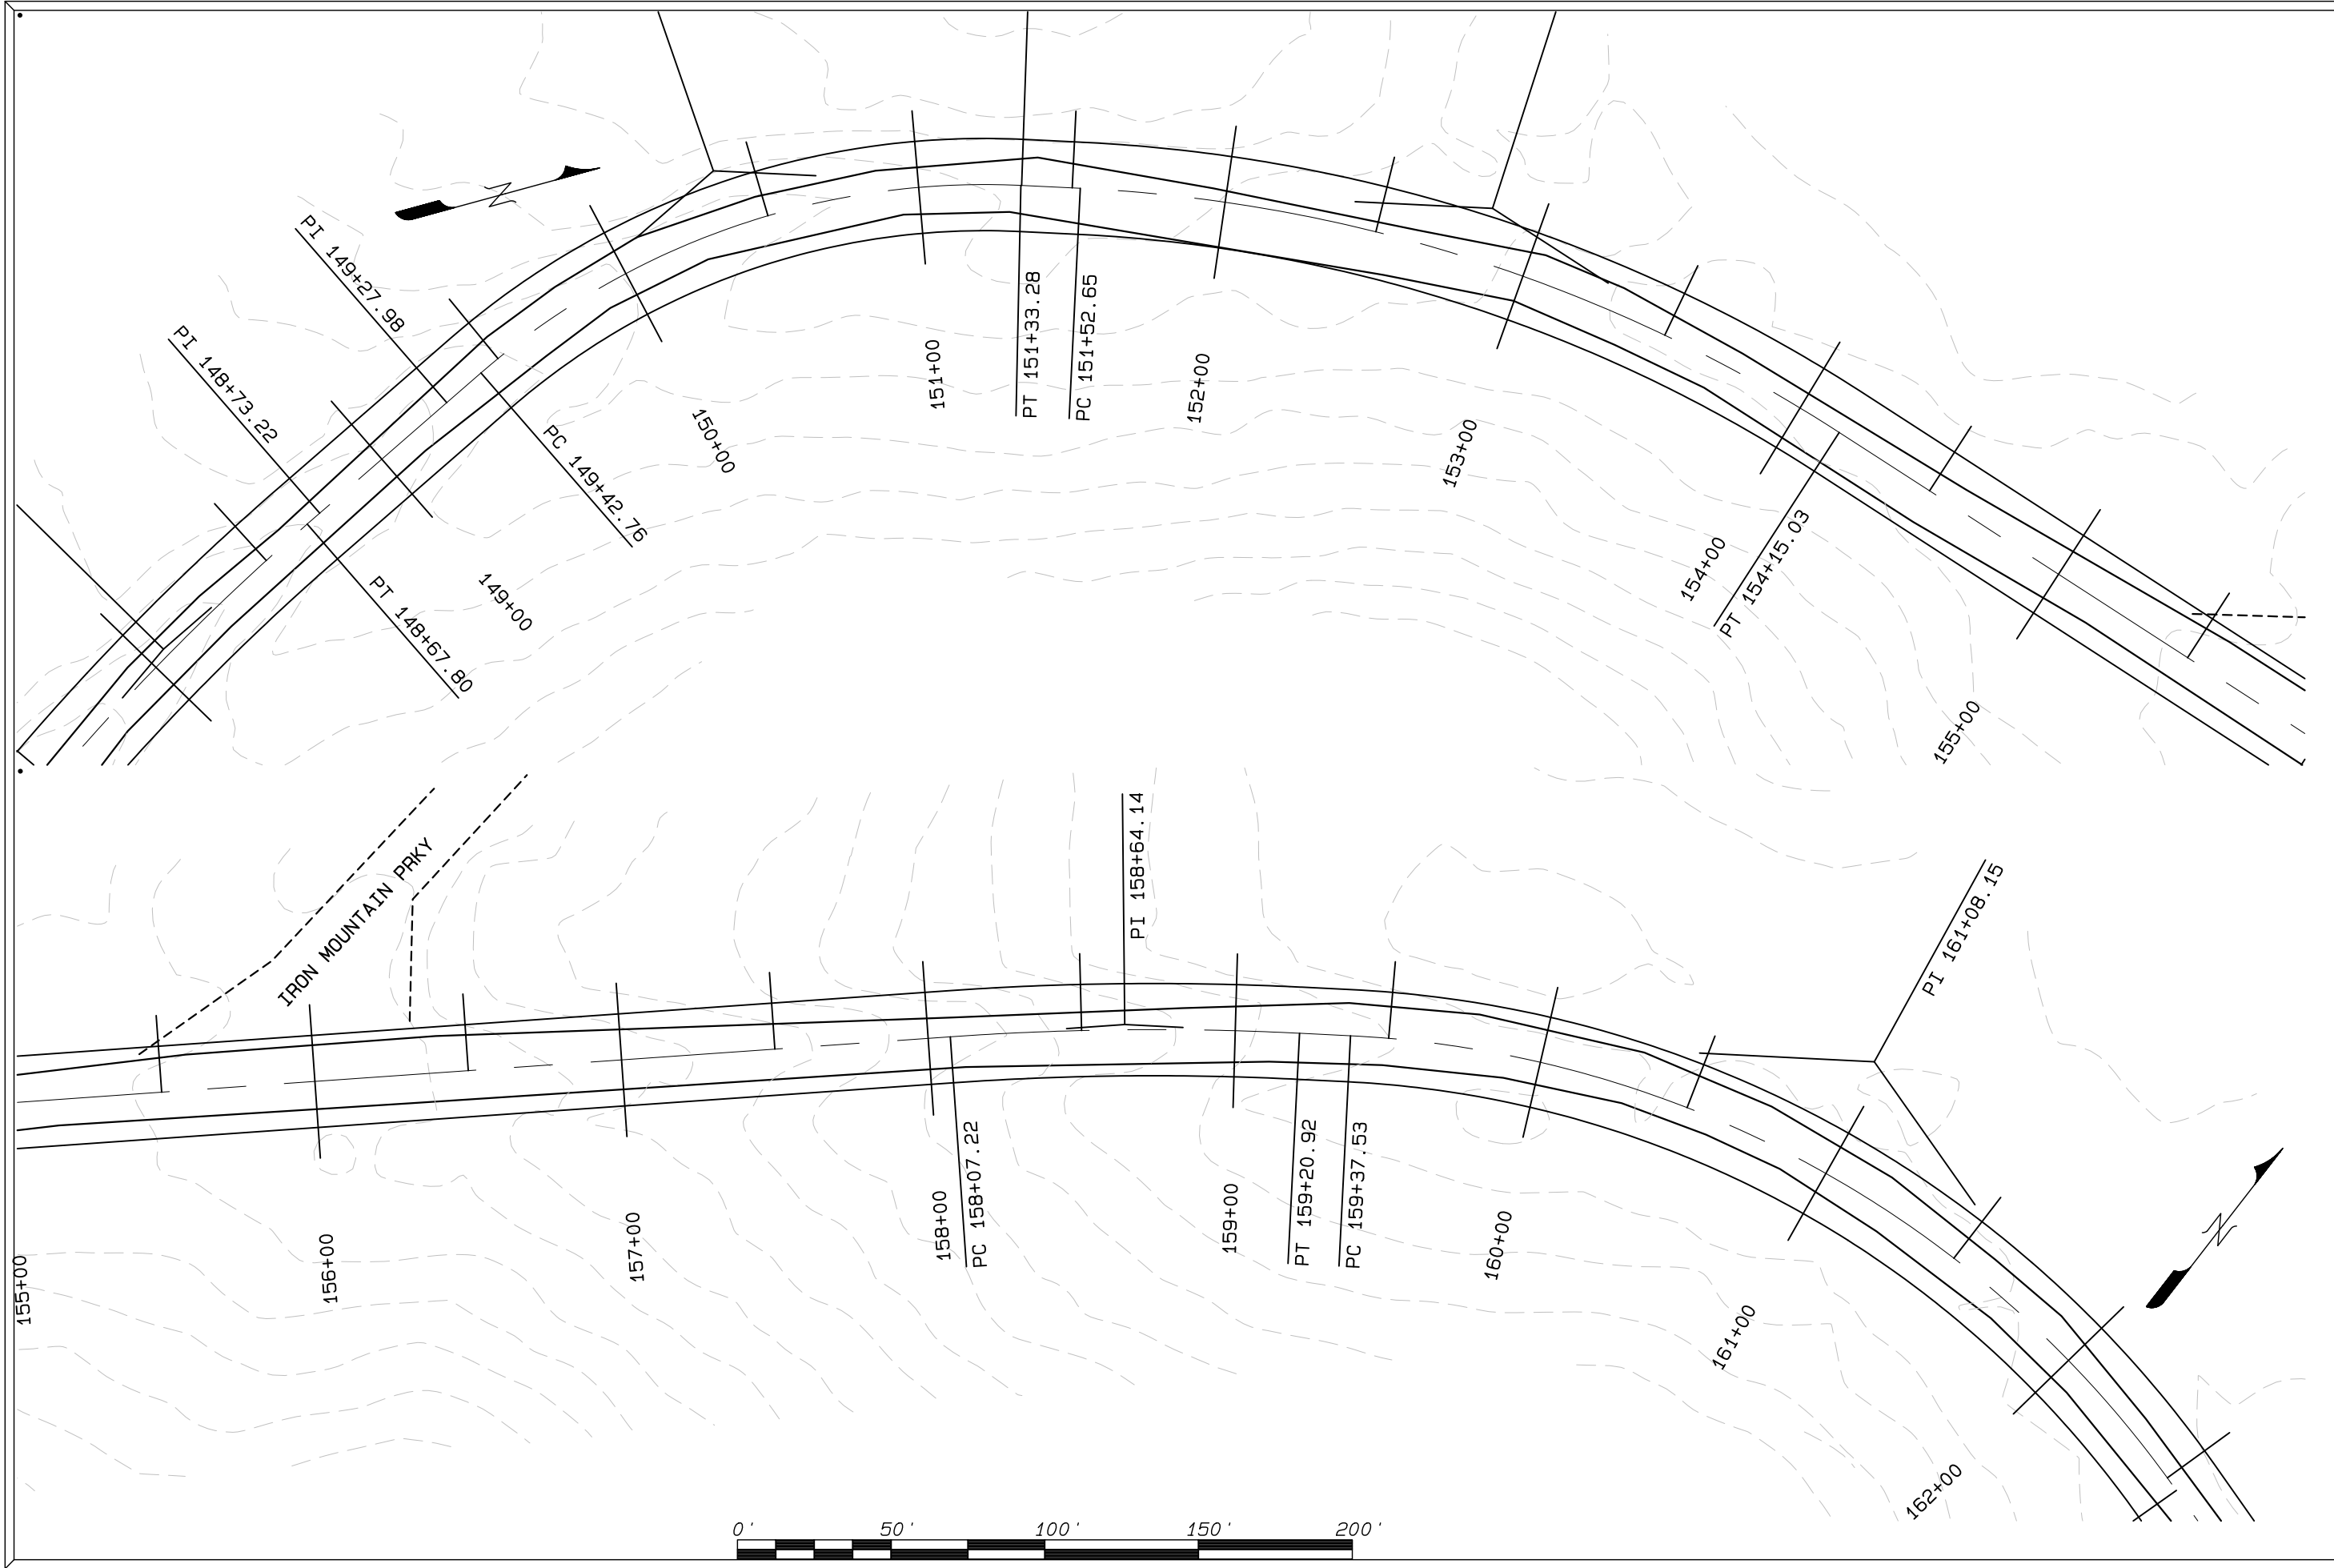 N
PI 149+27.98
PI 148+73.22
PT 151+33.28
PC 151+52.65
151+00
152+00
150+00
PC 149+42.76
153+00
149+00
PT 148+67.80
154+00
PT 154+15.03
155+00
IRON MOUNTAIN PRKY
PI 158+64.14
PI 161+08.15
N
155+00
156+00
157+00
158+00
PC 158+07.22
159+00
PT 159+20.92
PC 159+37.53
160+00
161+00
162+00
0' 50' 100' 150' 200'